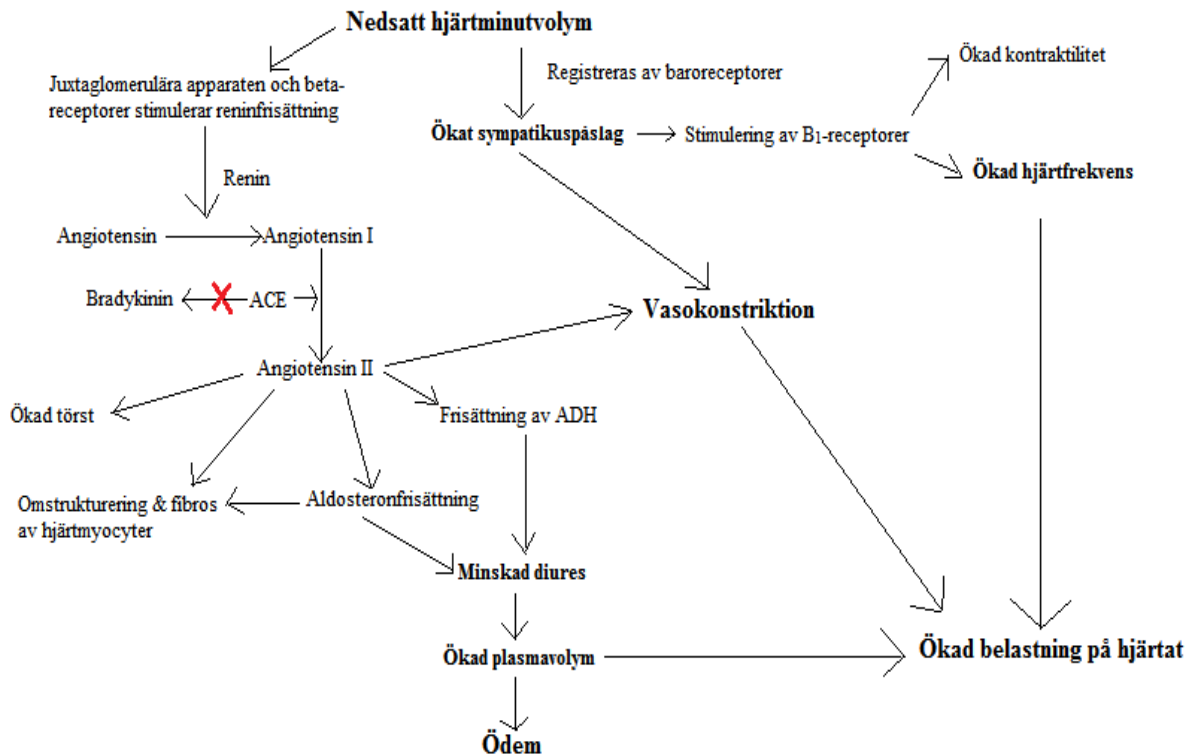 Nedsatt hjärtminutvolym
Juxtaglomerulära apparaten och beta-
receptorer stimulerar reninfrisättning
Registreras av baroreceptorer
Ökad kontraktilitet
Ökat sympatikuspåslag
Stimulering av B1-receptorer
Ökad hjärtfrekvens
Renin
Angiotensin
Angiotensin I
Bradykinin
ACE
Vasokonstriktion
Angiotensin II
Ökad törst
Frisättning av ADH
Omstrukturering & fibros
av hjärtmyocyter
Aldosteronfrisättning
Minskad diures
Ökad plasmavolym
Ökad belastning på hjärtat
Ödem